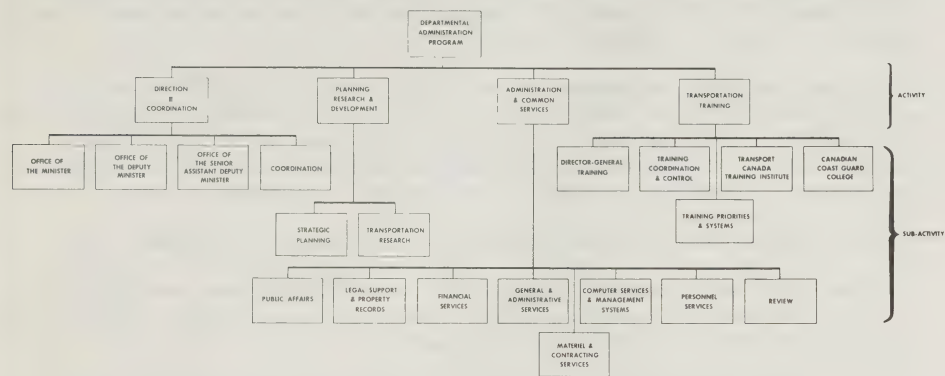 DEPARTMENTAL
ADMINISTRATION
PROGRAM
DIRECTION
&
COORDINATION
PLANNING
RESEARCH &
DEVELOPMENT
ADMINISTRATION
& COMMON
SERVICES
TRANSPORTATION
TRAINING
ACTIVITY
OFFICE OF
THE MINISTER
OFFICE OF
THE DEPUTY
MINISTER
OFFICE OF
THE SENIOR
ASSISTANT DEPUTY
MINISTER
COORDINATION
DIRECTOR-GENERAL
TRAINING
TRAINING
COORDINATION
& CONTROL
TRANSPORT
CANADA
TRAINING INSTITUTE
CANADIAN
COAST GUARD
COLLEGE
STRATEGIC
PLANNING
TRANSPORTATION
RESEARCH
TRAINING PRIORITIES
& SYSTEMS
SUB-ACTIVITY
PUBLIC AFFAIRS
LEGAL SUPPORT
& PROPERTY
RECORDS
FINANCIAL
SERVICES
GENERAL &
ADMINISTRATIVE
SERVICES
COMPUTER SERVICES
& MANAGEMENT
SYSTEMS
PERSONNEL
SERVICES
REVIEW
MATERIEL &
CONTRACTING
SERVICES